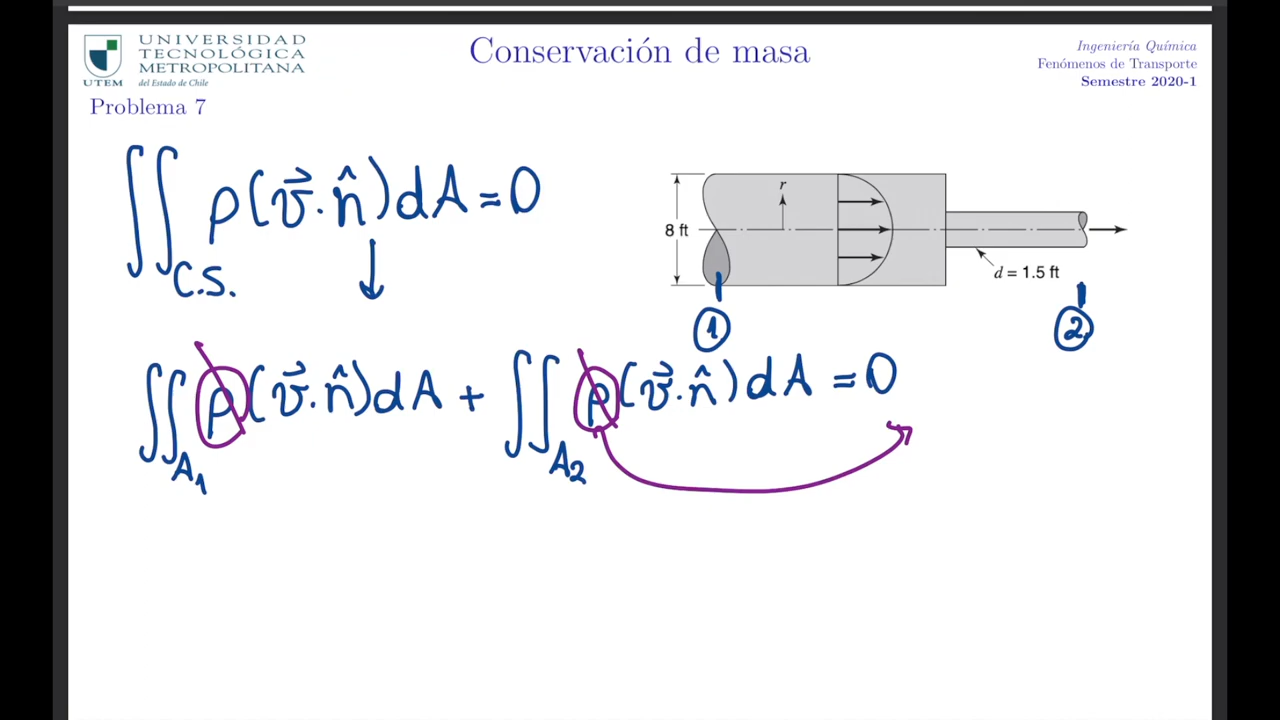 UNIVERSIDAD
TECNOLÓGICA
METROPOLITANA
UTEM
del Estado de Chile
Conservación de masa
Ingeniería Química
Fenómenos de Transporte
Semestre 2020-1
Problema 7
∬_{C.S.} ρ(v⃗.n̂)dA=0
r
8 ft
d = 1.5 ft
1
2
∬_{A1} ρ(v⃗.n̂)dA + ∬_{A2} ρ(v⃗.n̂)dA = 0